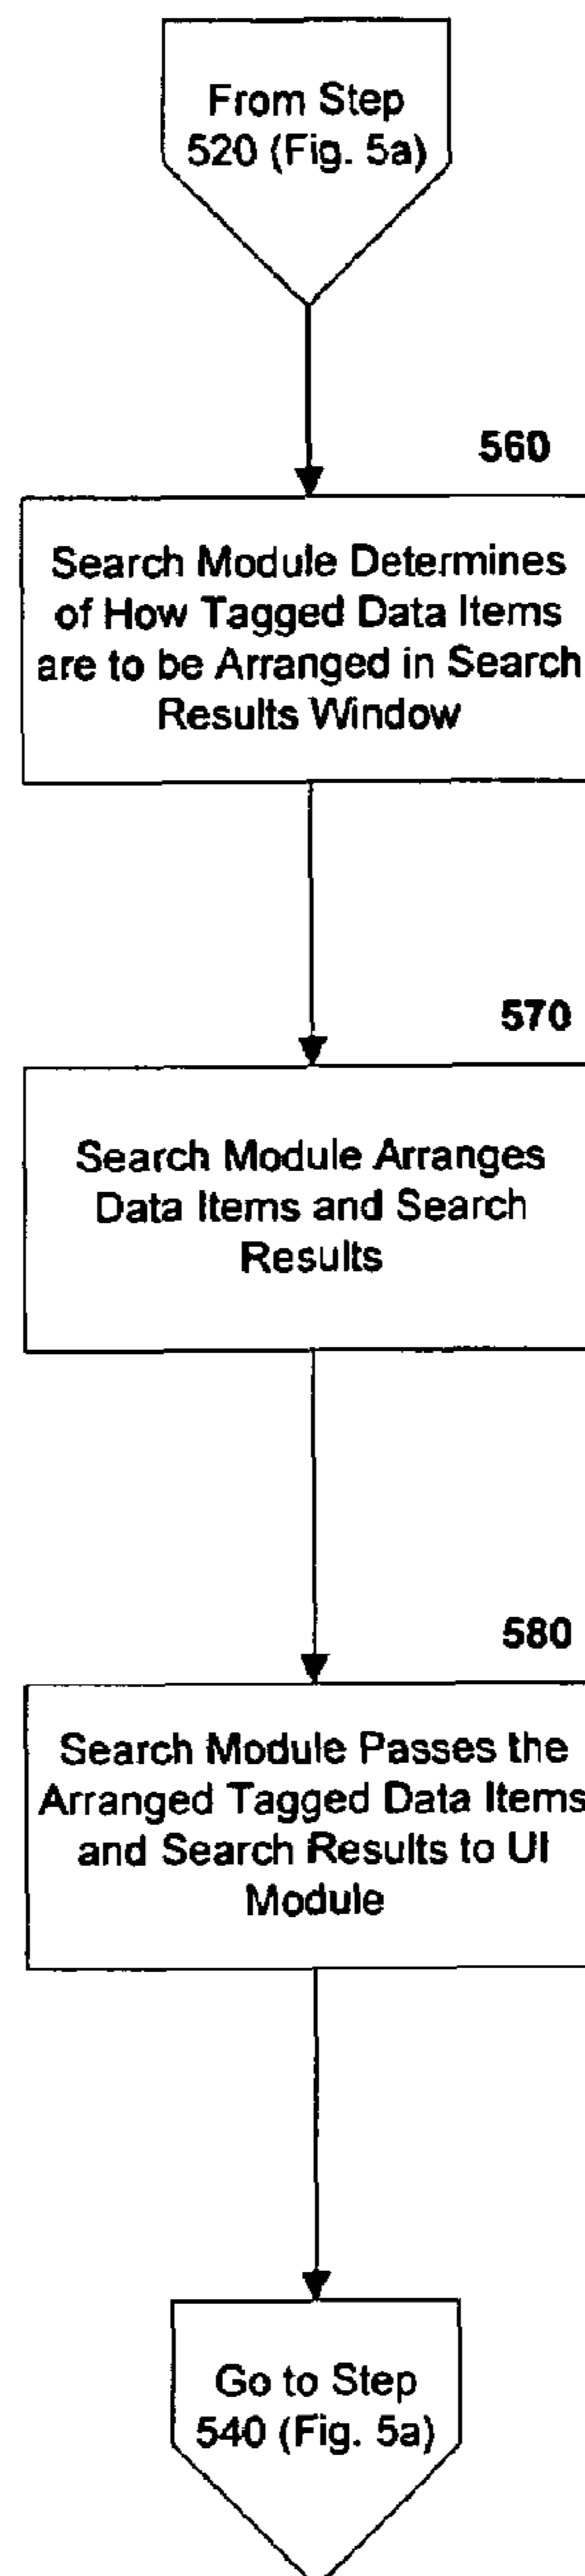 From Step
520 (Fig. 5a)
560
Search Module Determines
of How Tagged Data Items
are to be Arranged in Search
Results Window
570
Search Module Arranges
Data Items and Search
Results
580
Search Module Passes the
Arranged Tagged Data Items
and Search Results to UI
Module
Go to Step
540 (Fig. 5a)